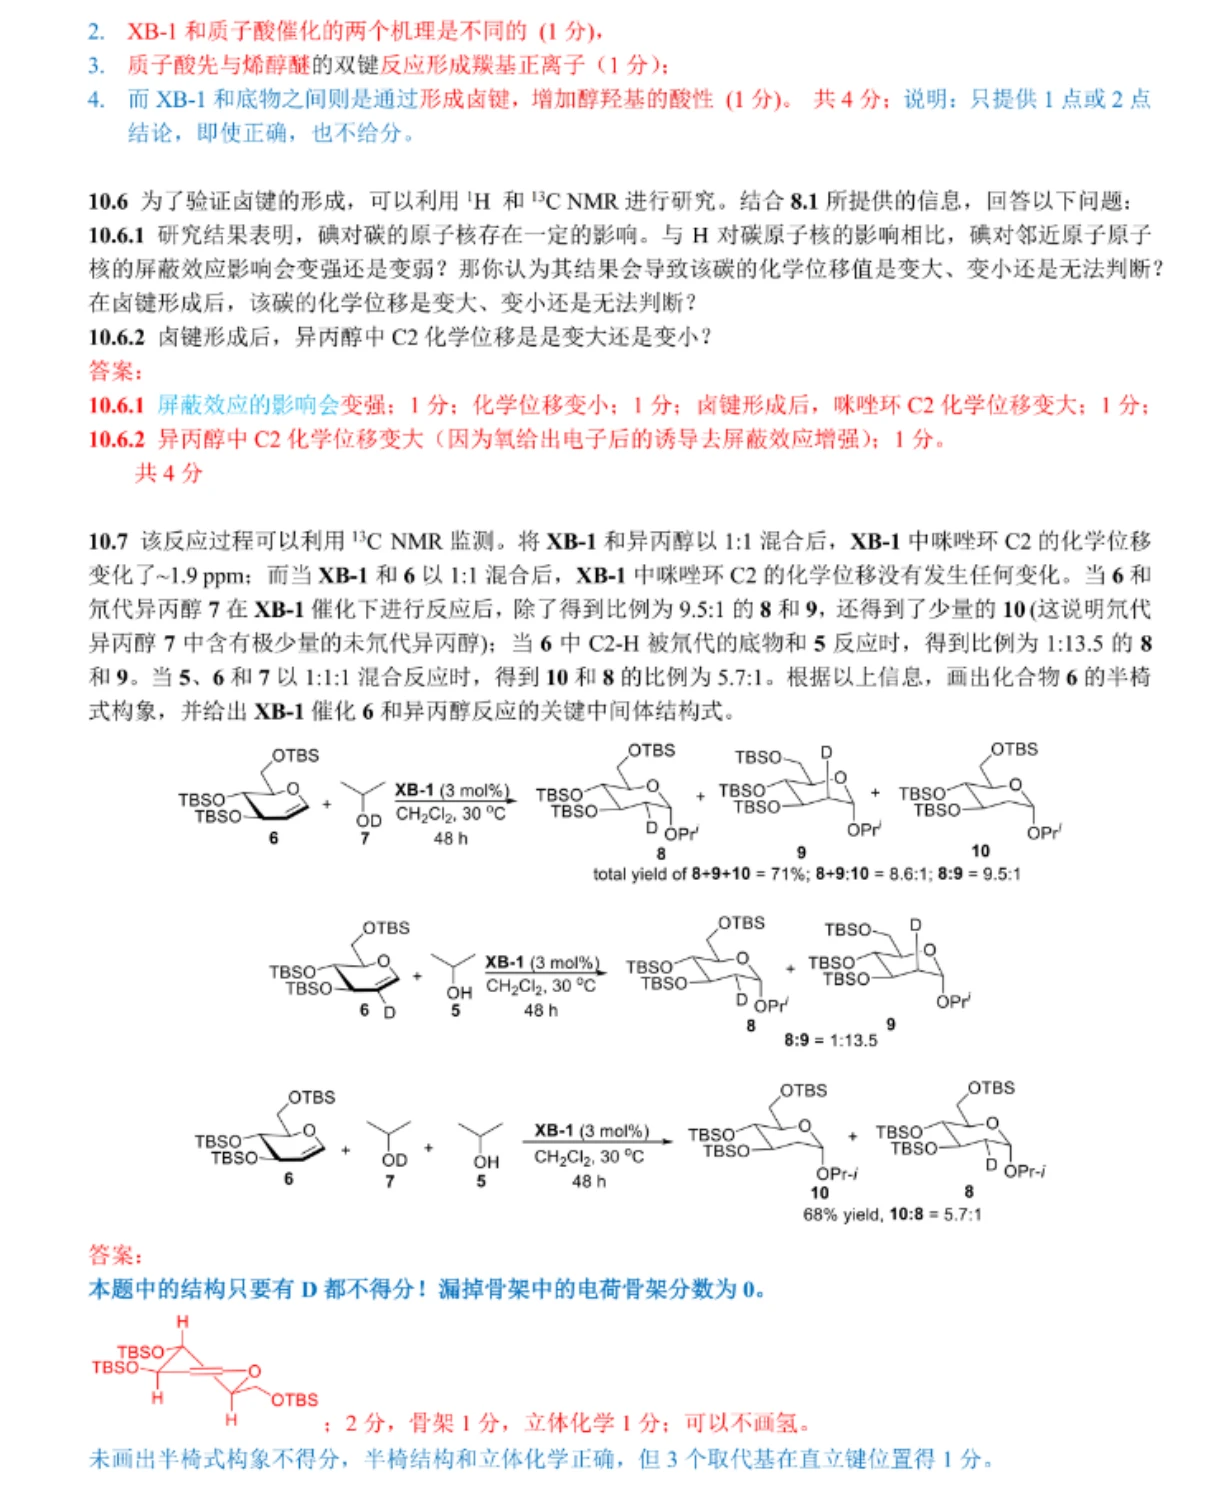 2. XB-1 和质子酸催化的两个机理是不同的 (1 分),
3. 质子酸先与烯醇醚的双键反应形成羰基正离子（1 分）;
4. 而 XB-1 和底物之间则是通过形成卤键，增加醇羟基的酸性 (1 分)。 共 4 分；说明：只提供 1 点或 2 点
结论，即使正确，也不给分。
10.6 为了验证卤键的形成，可以利用 ¹H 和 ¹³C NMR 进行研究。结合 8.1 所提供的信息，回答以下问题：
10.6.1 研究结果表明，碘对碳的原子核存在一定的影响。与 H 对碳原子核的影响相比，碘对邻近原子原子
核的屏蔽效应影响会变强还是变弱？那你认为其结果会导致该碳的化学位移值是变大、变小还是无法判断？
在卤键形成后，该碳的化学位移是变大、变小还是无法判断？
10.6.2 卤键形成后，异丙醇中 C2 化学位移是是变大还是变小？
答案：
10.6.1 屏蔽效应的影响会变强；1 分；化学位移变小；1 分；卤键形成后，咪唑环 C2 化学位移变大；1 分；
10.6.2 异丙醇中 C2 化学位移变大（因为氧给出电子后的诱导去屏蔽效应增强）；1 分。
共 4 分
10.7 该反应过程可以利用 ¹³C NMR 监测。将 XB-1 和异丙醇以 1:1 混合后，XB-1 中咪唑环 C2 的化学位移
变化了~1.9 ppm；而当 XB-1 和 6 以 1:1 混合后，XB-1 中咪唑环 C2 的化学位移没有发生任何变化。当 6 和
氘代异丙醇 7 在 XB-1 催化下进行反应后，除了得到比例为 9.5:1 的 8 和 9，还得到了少量的 10 (这说明氘代
异丙醇 7 中含有极少量的未氘代异丙醇)；当 6 中 C2-H 被氘代的底物和 5 反应时，得到比例为 1:13.5 的 8
和 9。当 5、6 和 7 以 1:1:1 混合反应时，得到 10 和 8 的比例为 5.7:1。根据以上信息，画出化合物 6 的半椅
式构象，并给出 XB-1 催化 6 和异丙醇反应的关键中间体结构式。
OTBS
TBSO
TBSO
O
6
+
OD
7
XB-1 (3 mol%)
CH₂Cl₂, 30 ⁰C
48 h
OTBS
TBSO
TBSO
O
D
OPrⁱ
8
+
TBSO
D
TBSO
TBSO
O
OPrⁱ
9
+
OTBS
TBSO
TBSO
O
OPrⁱ
10
total yield of 8+9+10 = 71%; 8+9:10 = 8.6:1; 8:9 = 9.5:1
OTBS
TBSO
TBSO
O
6
D
+
OH
5
XB-1 (3 mol%)
CH₂Cl₂, 30 ⁰C
48 h
OTBS
TBSO
TBSO
O
D
OPrⁱ
8
+
TBSO
D
TBSO
TBSO
O
OPrⁱ
9
8:9 = 1:13.5
OTBS
TBSO
TBSO
O
6
+
OD
7
+
OH
5
XB-1 (3 mol%)
CH₂Cl₂, 30 ⁰C
48 h
OTBS
TBSO
TBSO
O
OPr-i
10
+
OTBS
TBSO
TBSO
O
D
OPr-i
8
68% yield, 10:8 = 5.7:1
答案：
本题中的结构只要有 D 都不得分！漏掉骨架中的电荷骨架分数为 0。
H
TBSO
TBSO
O
H
OTBS
H
；2 分，骨架 1 分，立体化学 1 分；可以不画氢。
未画出半椅式构象不得分，半椅结构和立体化学正确，但 3 个取代基在直立键位置得 1 分。